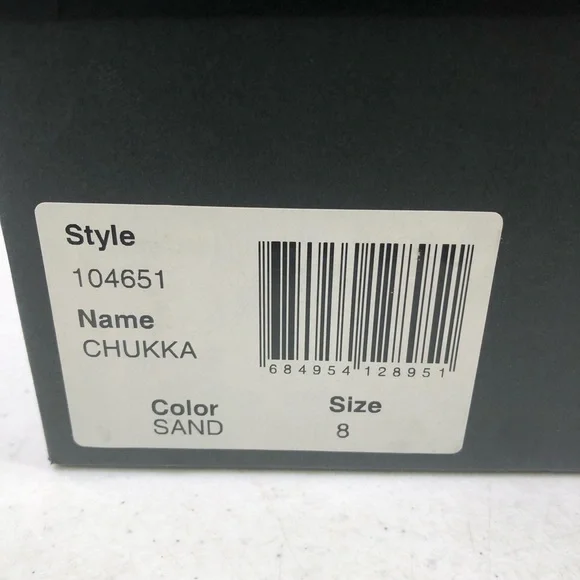 Style
104651
Name
CHUKKA
684954 128951
Color
SAND
Size
8